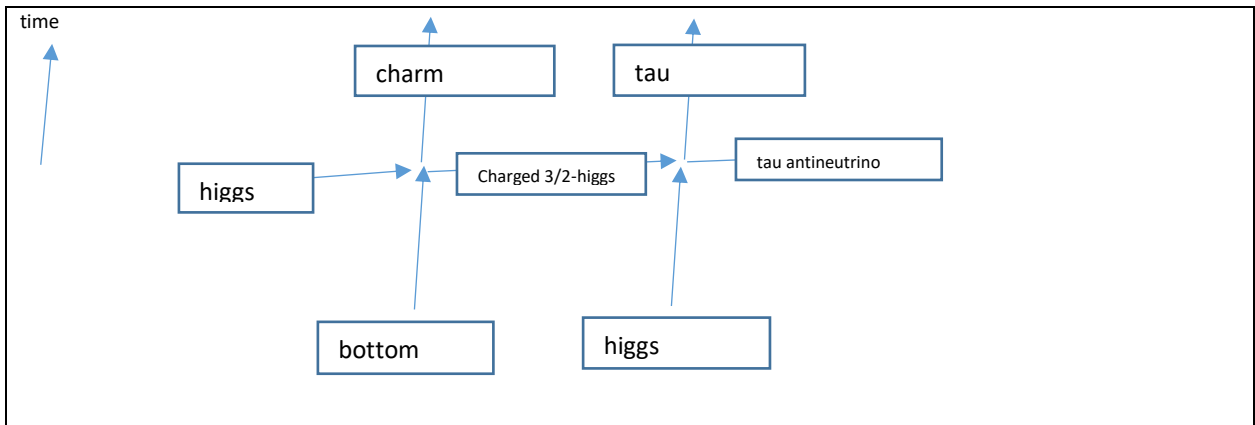 time
charm
tau
higgs
Charged 3/2-higgs
tau antineutrino
bottom
higgs